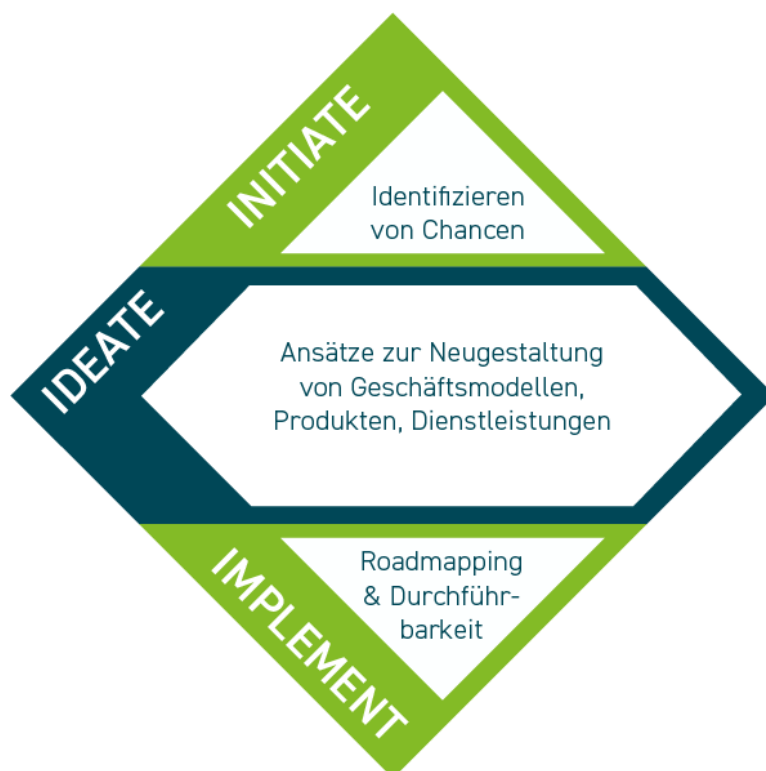 INITIATE
Identifizieren
von Chancen
IDEATE
Ansätze zur Neugestaltung
von Geschäftsmodellen,
Produkten, Dienstleistungen
IMPLEMENT
Roadmapping
& Durchführ-
barkeit